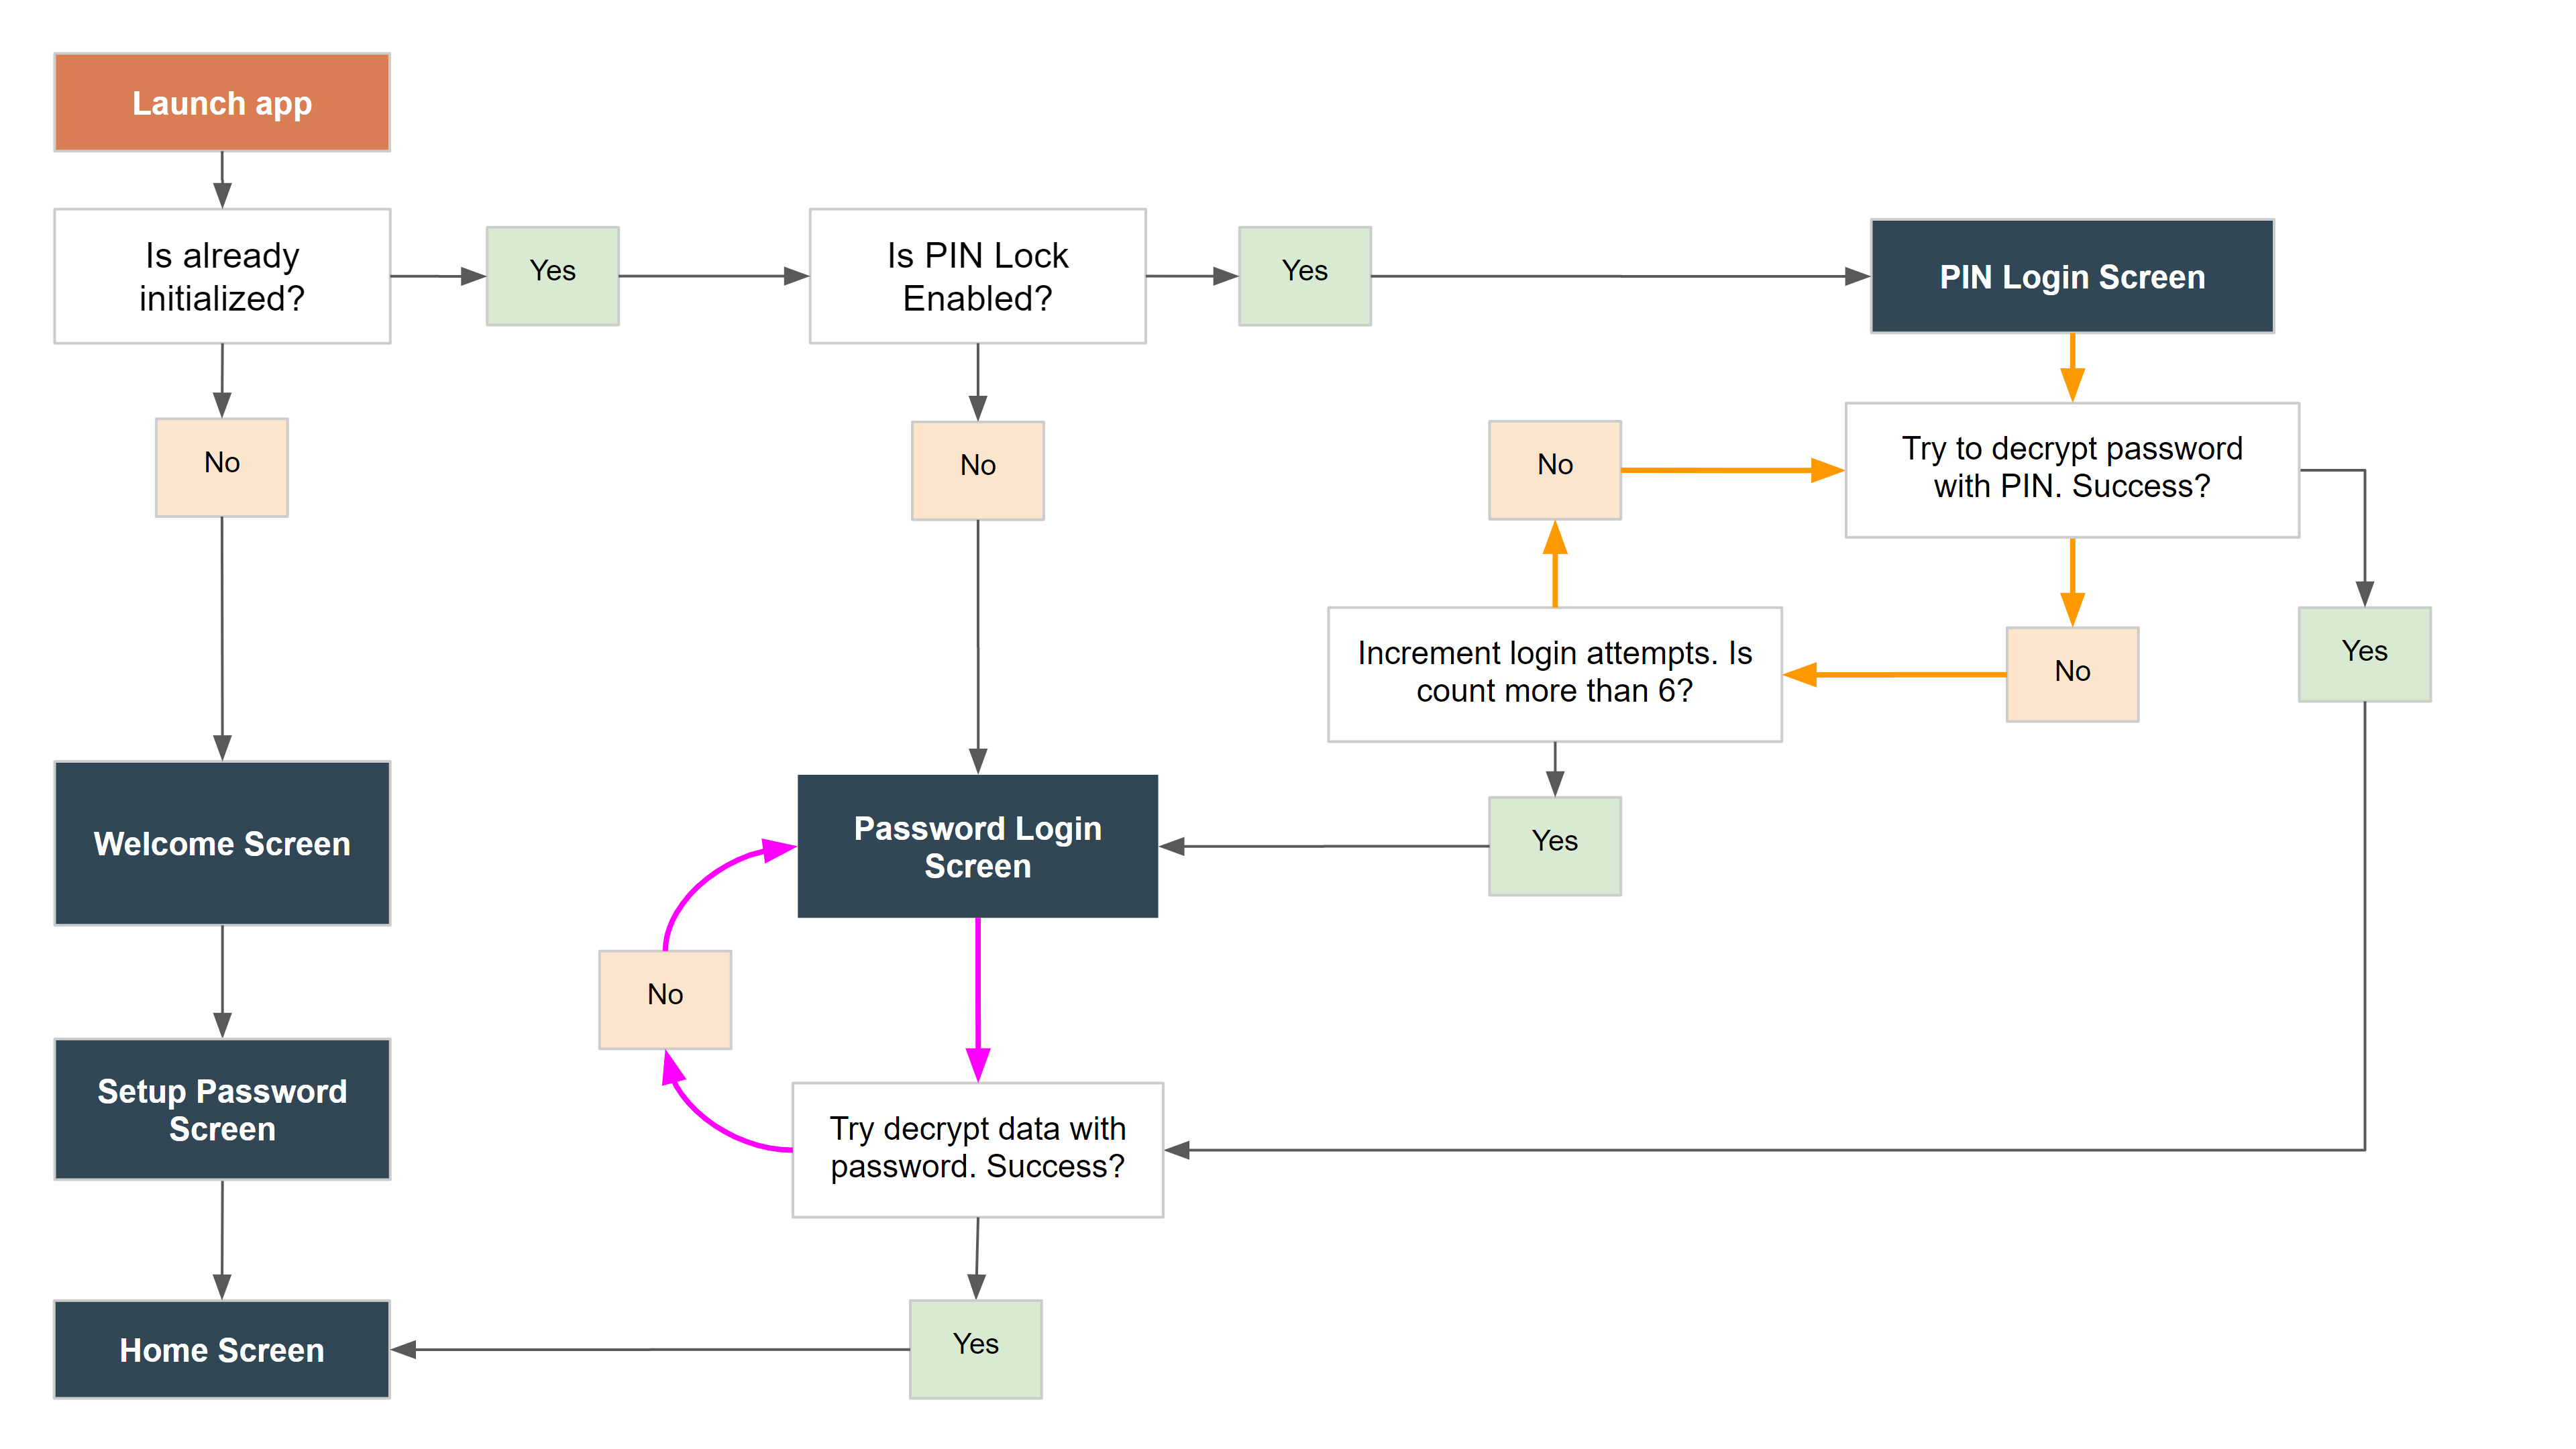 Launch app
Is already
initialized?
Yes
Is PIN Lock
Enabled?
Yes
PIN Login Screen
No
No
No
Try to decrypt password
with PIN. Success?
Increment login attempts. Is
count more than 6?
No
Yes
Welcome Screen
Password Login
Screen
Yes
No
Setup Password
Screen
Try decrypt data with
password. Success?
Home Screen
Yes